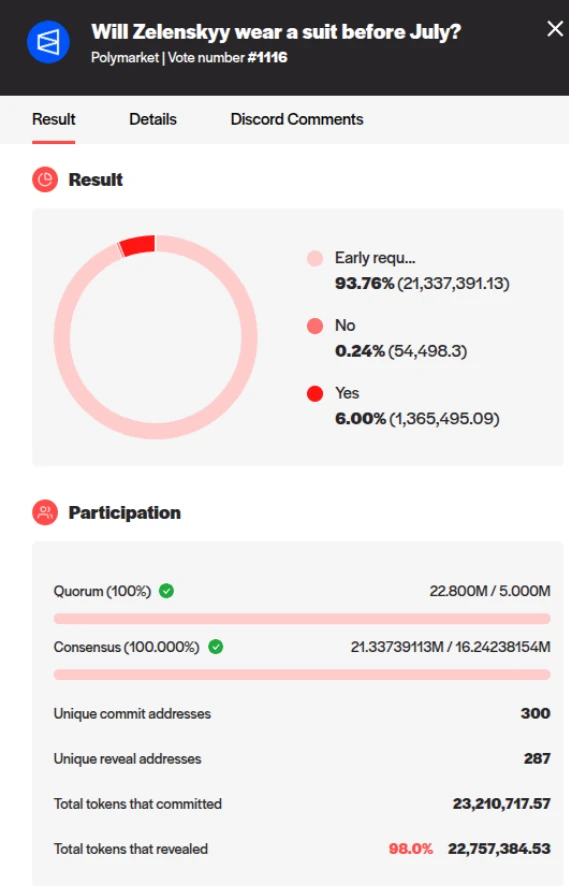 Will Zelenskyy wear a suit before July?
Polymarket | Vote number #1116
Result Details Discord Comments
Result
Early requ...
93.76% (21,337,391.13)
No
0.24% (54,498.3)
Yes
6.00% (1,365,495.09)
Participation
Quorum (100%) 22.800M / 5.000M
Consensus (100.000%) 21.33739113M / 16.24238154M
Unique commit addresses 300
Unique reveal addresses 287
Total tokens that committed 23,210,717.57
Total tokens that revealed 98.0% 22,757,384.53